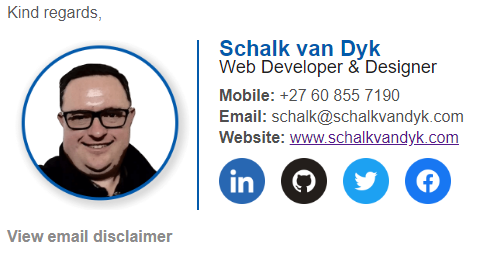 Kind regards,
Schalk van Dyk
Web Developer & Designer
Mobile: +27 60 855 7190
Email: schalk@schalkvandyk.com
Website: www.schalkvandyk.com
in
View email disclaimer